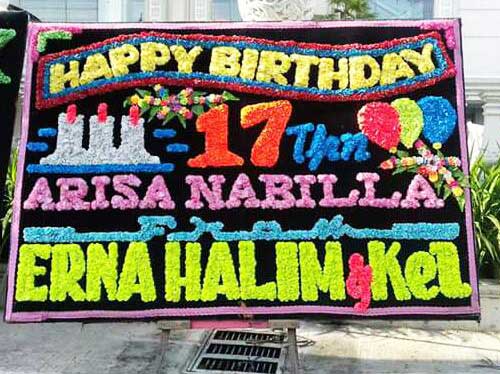 HAPPY BIRTHDAY
17 Thn
ARISA NABILLA
From
ERNA HALIM & Kel